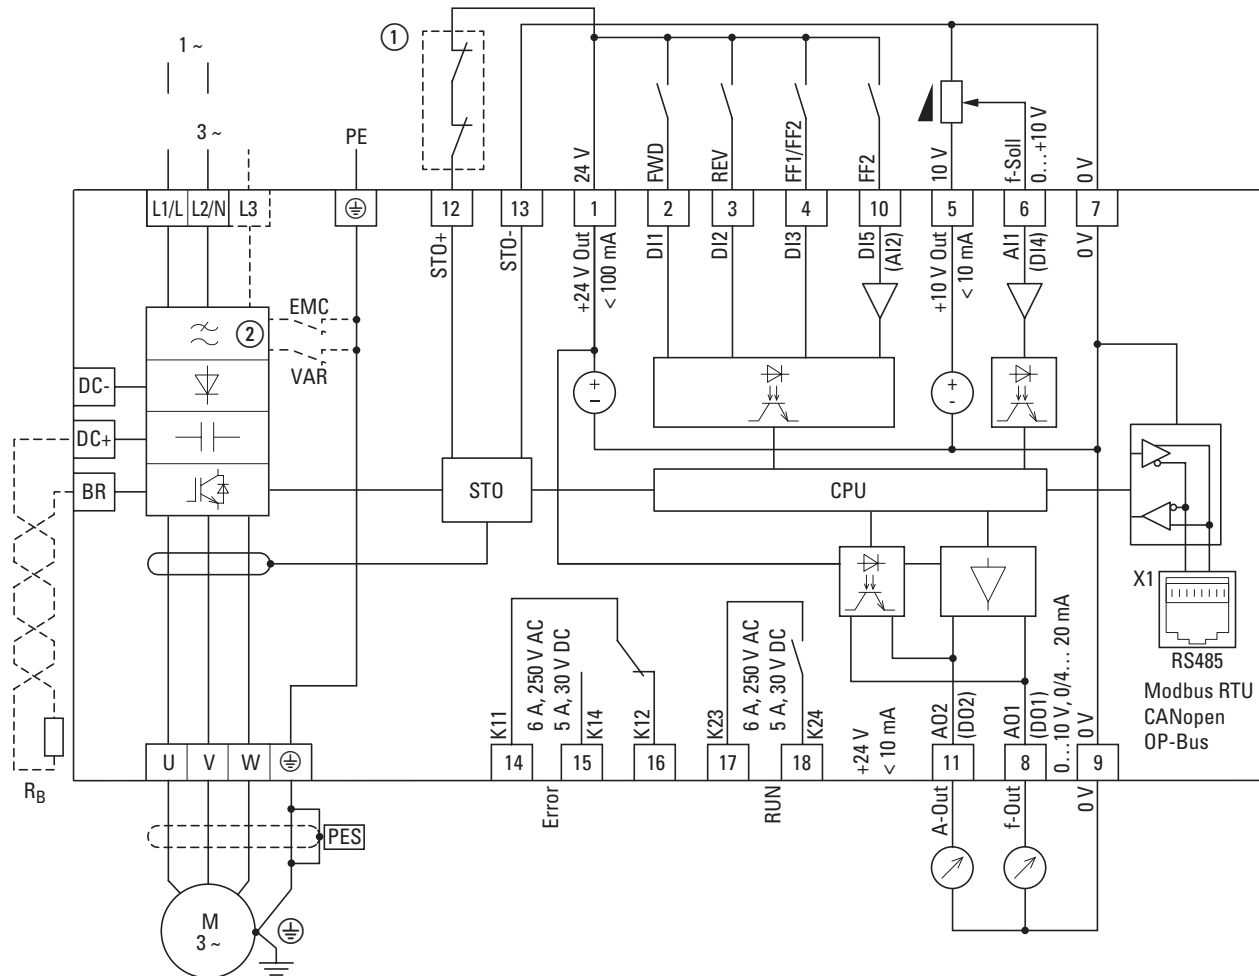 1 ~
3 ~
PE
1
24 V
FWD
REV
FF1/FF2
FF2
10 V
f-Soll
0…+10 V
0 V
L1/L
L2/N
L3
12
13
1
2
3
4
10
5
6
7
STO+
STO-
+24 V Out
< 100 mA
DI1
DI2
DI3
DI5
(AI2)
+10 V Out
< 10 mA
AI1
(DI4)
0 V
EMC
2
VAR
DC-
DC+
BR
STO
CPU
X1
RS485
Modbus RTU
CANopen
OP-Bus
K11
6 A, 250 V AC
5 A, 30 V DC
K14
K12
K23
6 A, 250 V AC
5 A, 30 V DC
K24
+24 V
< 10 mA
AO2
(DO2)
AO1
(DO1)
0…10 V, 0/4… 20 mA
0 V
U
V
W
14
15
16
17
18
11
8
9
RB
Error
RUN
A-Out
f-Out
0 V
PES
M
3 ~